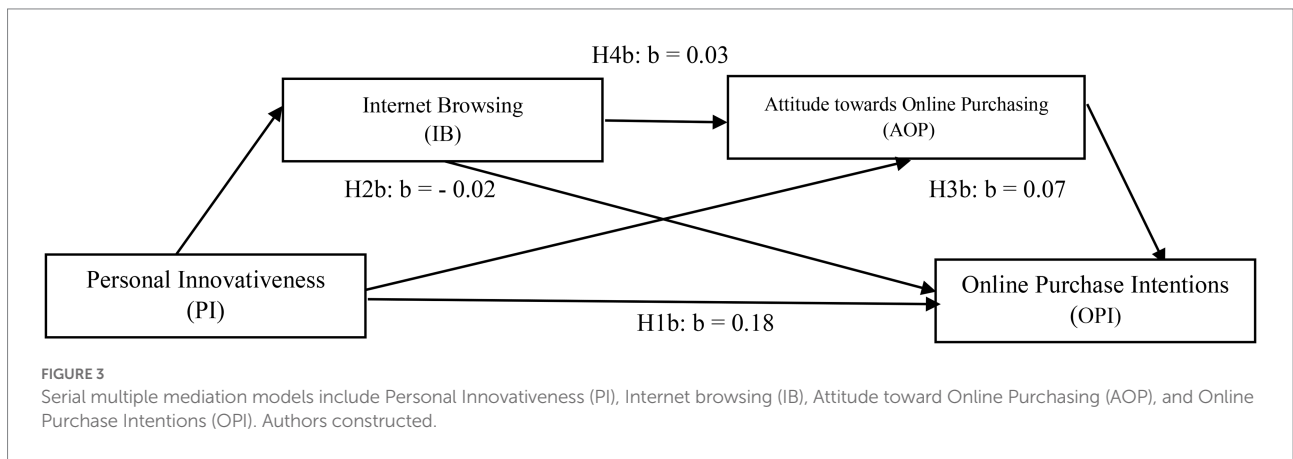 H4b: b = 0.03
Internet Browsing
(IB)
Attitude towards Online Purchasing
(AOP)
H2b: b = - 0.02
H3b: b = 0.07
Personal Innovativeness
(PI)
Online Purchase Intentions
(OPI)
H1b: b = 0.18
FIGURE 3
Serial multiple mediation models include Personal Innovativeness (PI), Internet browsing (IB), Attitude toward Online Purchasing (AOP), and Online
Purchase Intentions (OPI). Authors constructed.